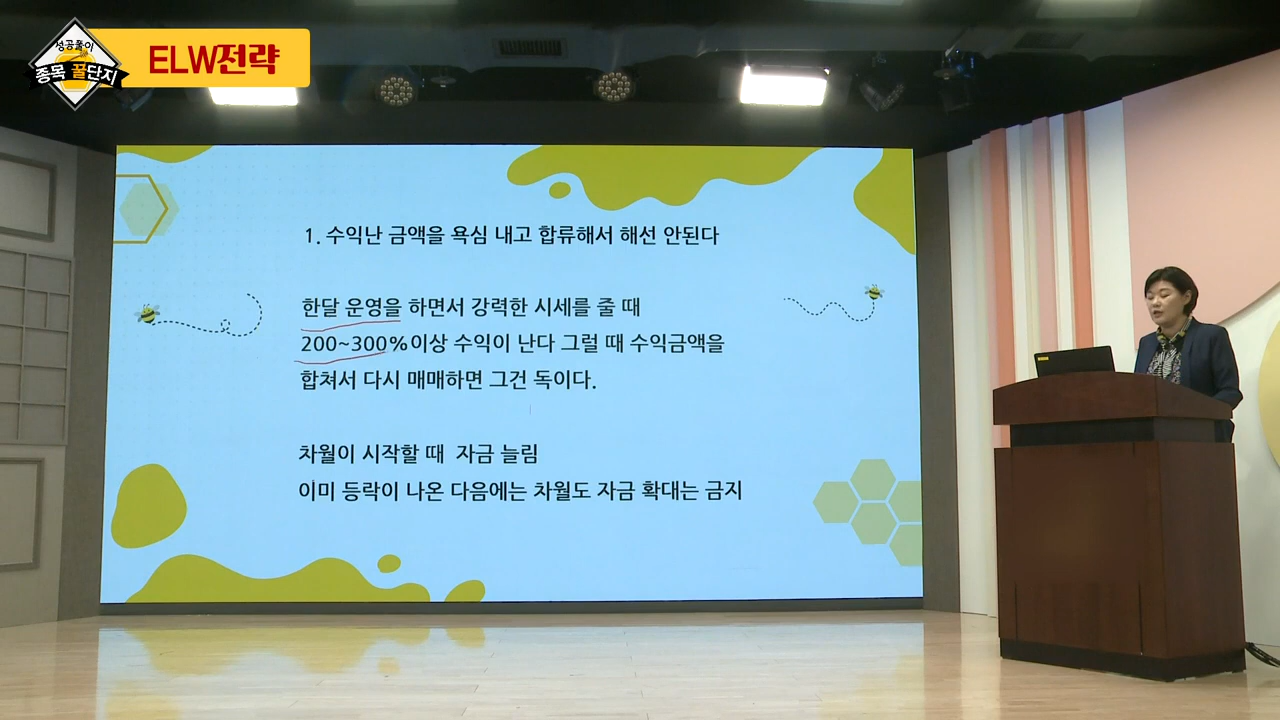 성공풀이
종목 꿀단지
ELW전략
1. 수익난 금액을 욕심 내고 합류해서 해선 안된다
한달 운영을 하면서 강력한 시세를 줄 때
200~300%이상 수익이 난다 그럴 때 수익금액을
합쳐서 다시 매매하면 그건 독이다.
차월이 시작할 때 자금 늘림
이미 등락이 나온 다음에는 차월도 자금 확대는 금지